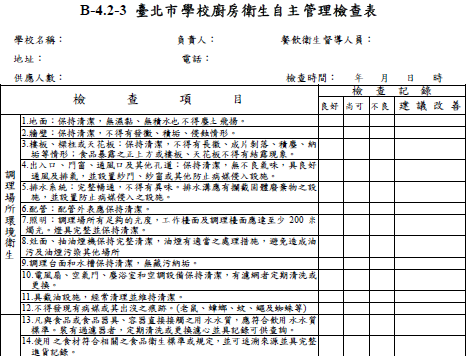 B-4.2-3 臺北市學校廚房衛生自主管理檢查表
學校名稱： 負責人： 餐飲衛生督導人員：
地址： 電話：
供應人數： 檢查時間： 年 月 日 時
檢查項目 檢查記錄
良好 尚可 不良 建議改善
調理場所環境衛生
1.地面：保持清潔，無濕黏、無積水也不得塵土飛揚。
2.牆壁：保持清潔，不得有發黴、積垢、侵蝕情形。
3.樓板、樑柱或天花板：保持清潔，不得有長黴、成片剝落、積塵、納
垢等情形；食品暴露之正上方或樓板、天花板不得有結露現象。
4.出入口、門窗、通風口及其他孔道：保持清潔，無不良氣味，具良好
通風及排氣，並設置紗門、紗窗或其他防止病媒侵入設施。
5.排水系統：完整暢通，不得有異味。排水溝應有攔截固體廢棄物之設
施，並設置防止病媒侵入之設施。
6.配管：配管外表應保持清潔。
7.照明：調理場所有足夠的光度，工作檯面及調理檯面應達至少 200 米
燭光。燈具完整並保持清潔。
8.灶面、抽油煙機保持完整清潔，油煙有適當之處理措施，避免造成油
污及油煙污染其他場所
9.調理台面和水槽保持清潔，無藏污納垢。
10.電風扇、空氣門、塵浴室和空調設備保持清潔，有濾網者定期清洗或
更換。
11.具截油設施，經常清理並維持清潔。
12.不得發現有病媒或其出沒之痕跡。(老鼠、蟑螂、蚊、蠅及蜘蛛等)
13.凡與食品或食品器具、容器直接接觸之用水水質，應符合飲用水水質
標準。裝有過濾器者，定期清洗或更換濾心並具記錄可供查詢。
14.使用之食材符合相關之食品衛生標準或規定，並可追溯來源並具完整
進貨記錄。